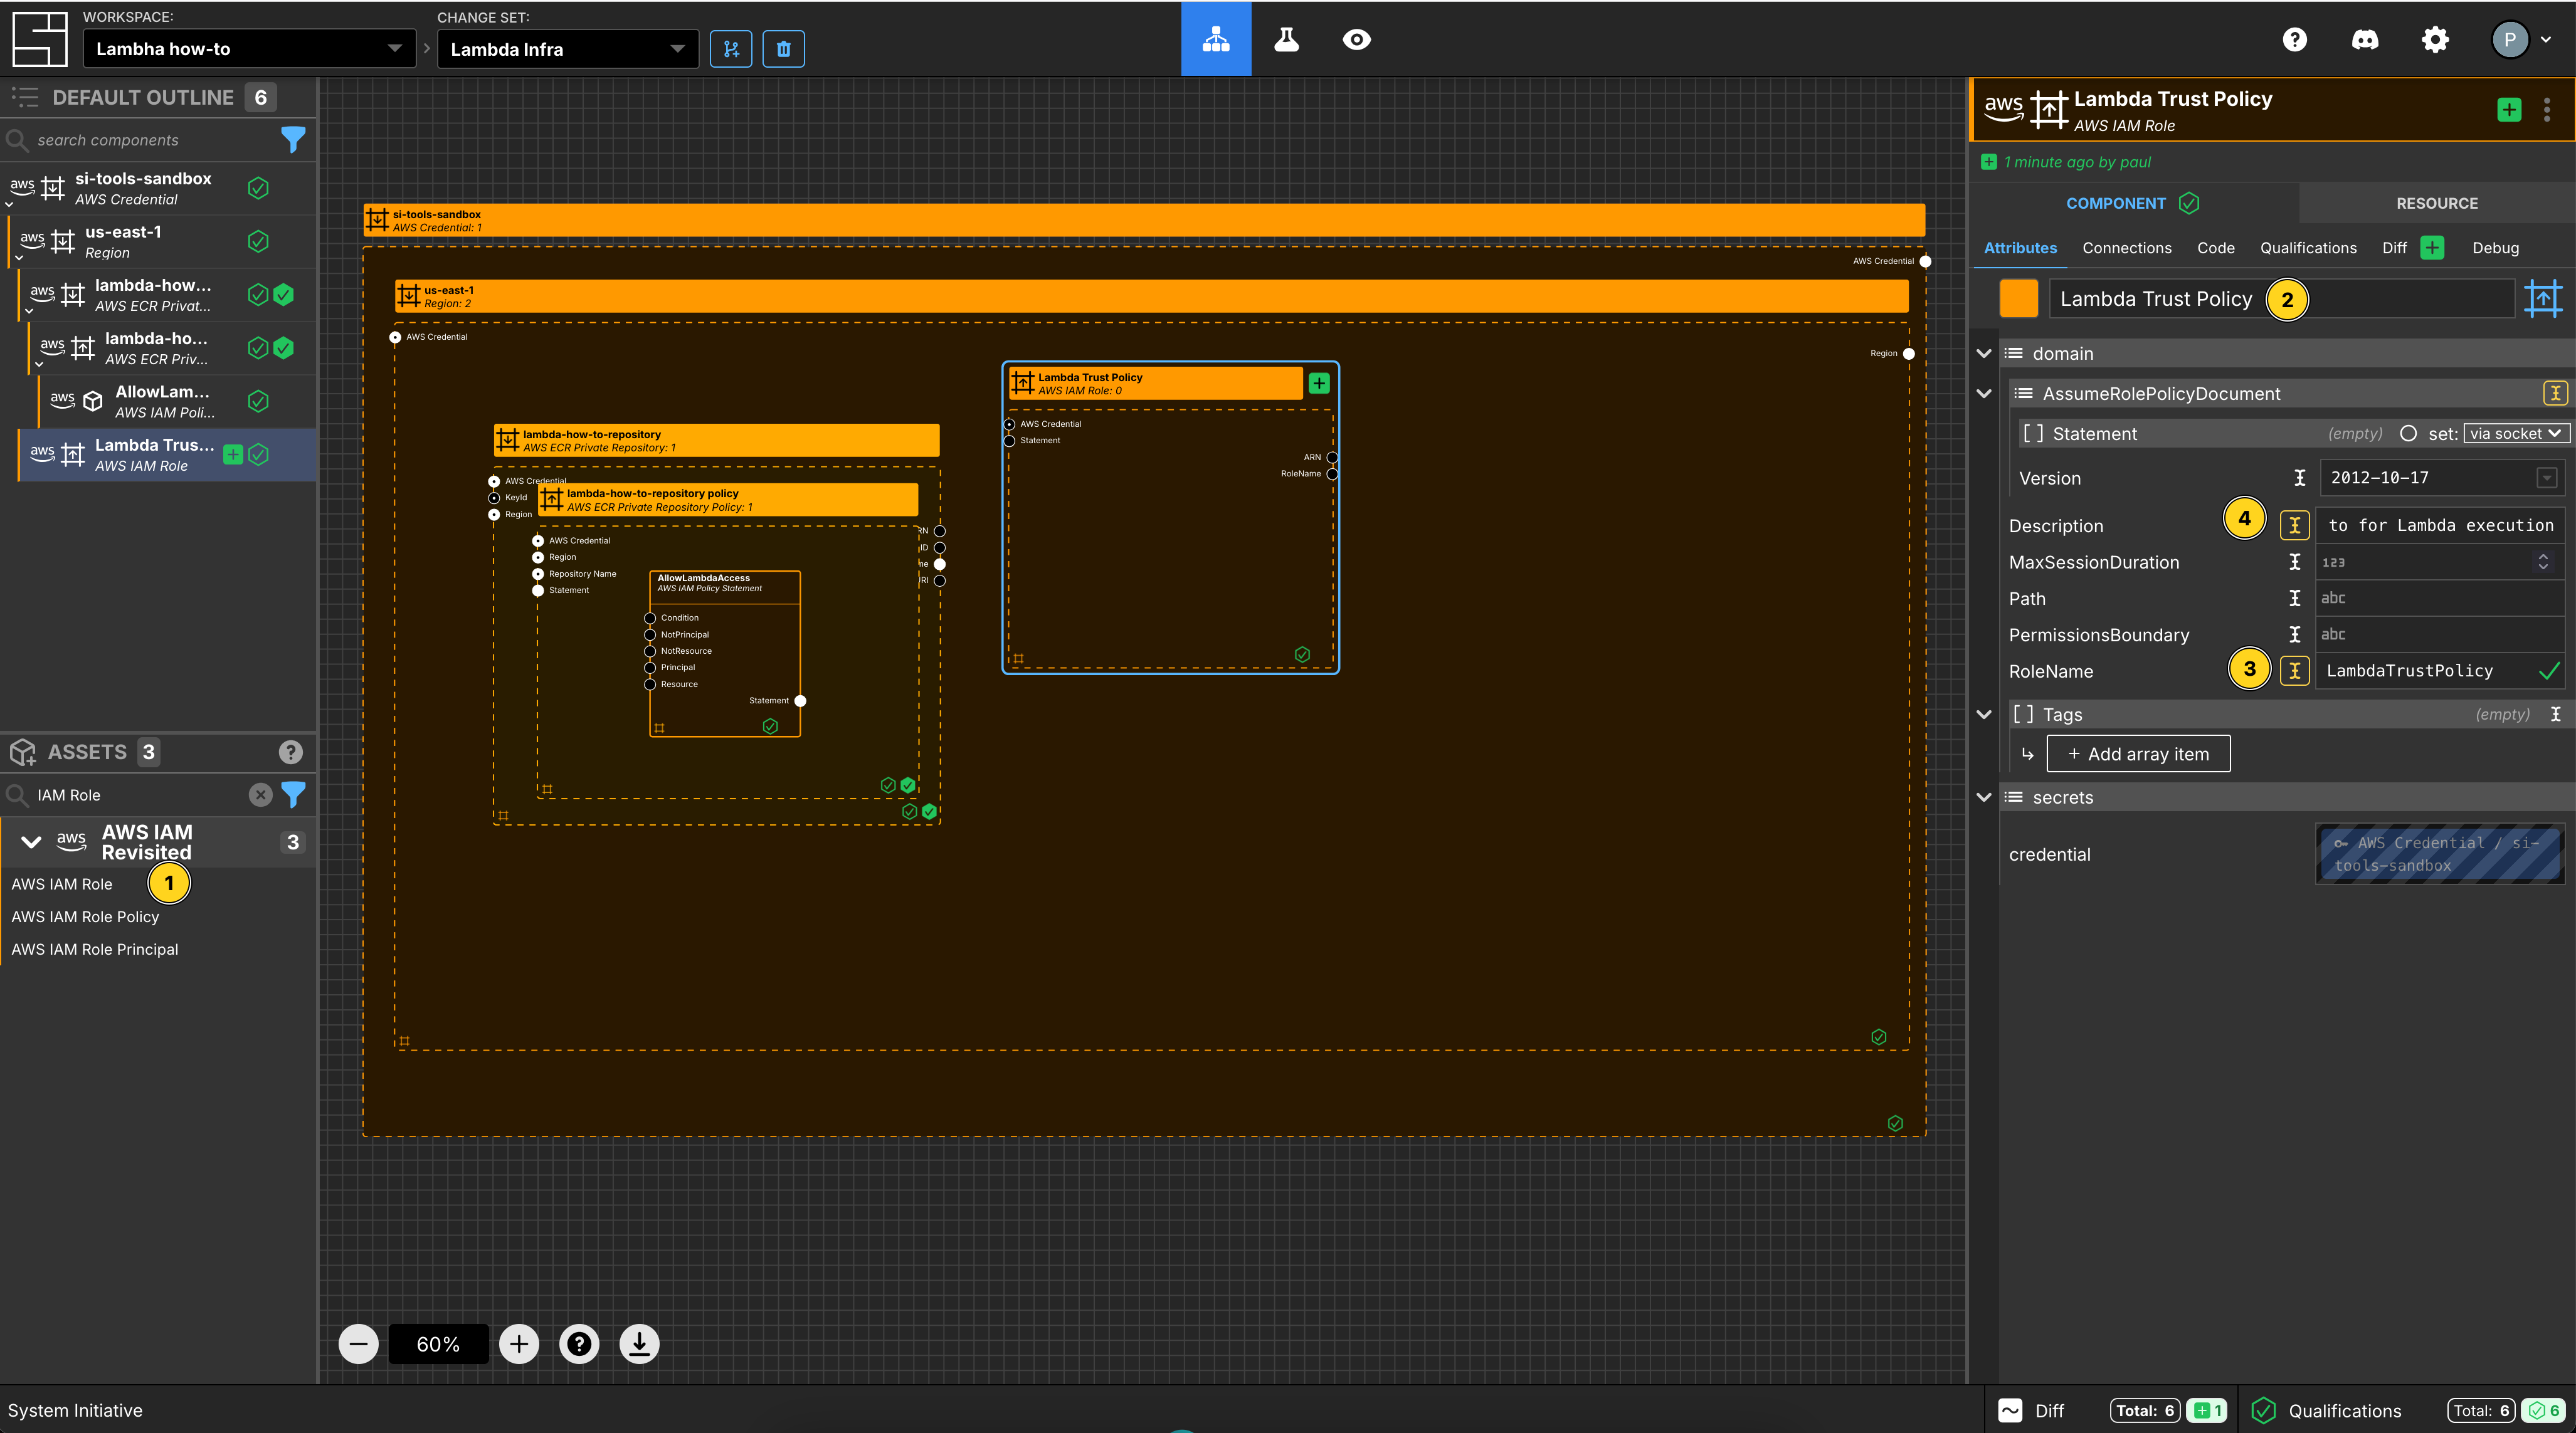 WORKSPACE:
Lambha how-to
CHANGE SET:
Lambda Infra
P
DEFAULT OUTLINE 6
search components
aws si-tools-sandbox
AWS Credential
aws us-east-1
Region
aws lambda-how...
AWS ECR Privat...
aws lambda-ho...
AWS ECR Priv...
aws AllowLam...
AWS IAM Poli...
aws Lambda Trus...
AWS IAM Role
ASSETS 3
IAM Role
aws AWS IAM Revisited 3
AWS IAM Role 1
AWS IAM Role Policy
AWS IAM Role Principal
si-tools-sandbox
AWS Credential: 1
AWS Credential
us-east-1
Region: 2
AWS Credential
Region
lambda-how-to-repository
AWS ECR Private Repository: 1
AWS Credential
KeyId
Region
lambda-how-to-repository policy
AWS ECR Private Repository Policy: 1
AWS Credential
Region
Repository Name
Statement
AllowLambdaAccess
AWS IAM Policy Statement
Condition
NotPrincipal
NotResource
Principal
Resource
Statement
Lambda Trust Policy
AWS IAM Role: 0
AWS Credential
Statement
ARN
RoleName
60%
aws Lambda Trust Policy
AWS IAM Role
1 minute ago by paul
COMPONENT
RESOURCE
Attributes Connections Code Qualifications Diff Debug
Lambda Trust Policy 2
domain
AssumeRolePolicyDocument
[ ] Statement (empty) set: via socket
Version 2012-10-17
Description 4 to for Lambda execution
MaxSessionDuration 123
Path abc
PermissionsBoundary abc
RoleName 3 LambdaTrustPolicy
[ ] Tags (empty)
+ Add array item
secrets
credential AWS Credential / si-
tools-sandbox
System Initiative
Diff Total: 6 1
Qualifications Total: 6 6